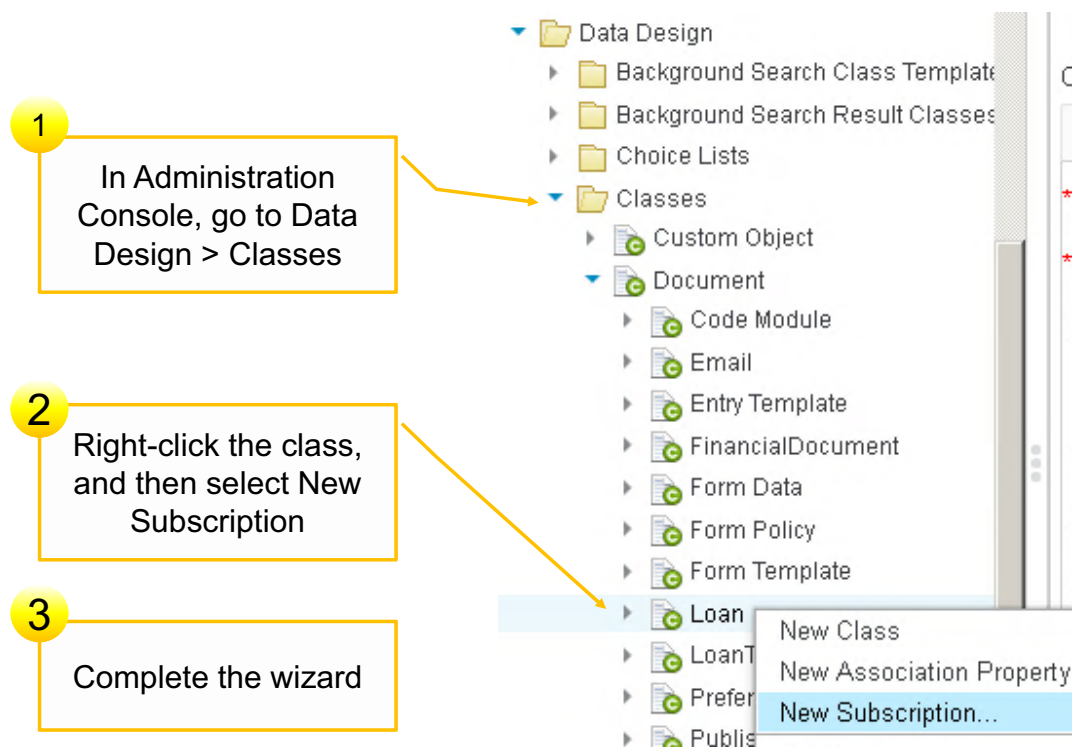 1
In Administration
Console, go to Data
Design > Classes
2
Right-click the class,
and then select New
Subscription
3
Complete the wizard
Data Design
Background Search Class Template
Background Search Result Classes
Choice Lists
Classes
Custom Object
Document
Code Module
Email
Entry Template
FinancialDocument
Form Data
Form Policy
Form Template
Loan
LoanT
Prefer
Publis
New Class
New Association Property
New Subscription...
*
*